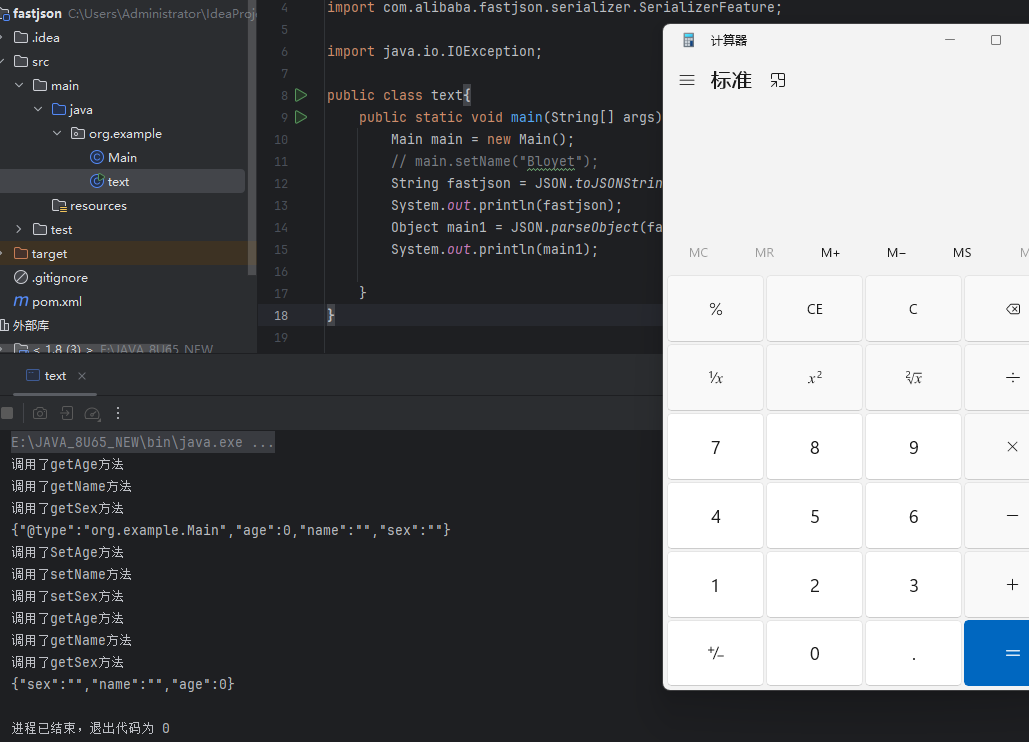 fastjson C:\Users\Administrator\IdeaProj
.idea
src
main
java
org.example
Main
text
resources
test
target
.gitignore
pom.xml
外部库
< 1.8 (3) > E:\JAVA_8U65_NEW
4 import com.alibaba.fastjson.serializer.SerializerFeature;
5
6 import java.io.IOException;
7
8 public class text{
9 public static void main(String[] args)
10 Main main = new Main();
11 // main.setName("Bloyet");
12 String fastjson = JSON.toJSONStrin
13 System.out.println(fastjson);
14 Object main1 = JSON.parseObject(fa
15 System.out.println(main1);
16
17 }
18 }
19
text
E:\JAVA_8U65_NEW\bin\java.exe ...
调用了getAge方法
调用了getName方法
调用了getSex方法
{"@type":"org.example.Main","age":0,"name":"","sex":""}
调用了SetAge方法
调用了setName方法
调用了setSex方法
调用了getAge方法
调用了getName方法
调用了getSex方法
{"sex":"","name":"","age":0}
进程已结束，退出代码为 0
计算器
标准
MC MR M+ M− MS M
% CE C
¹/x x² ²√x ÷
7 8 9 ×
4 5 6 −
1 2 3 +
+/− 0 . =